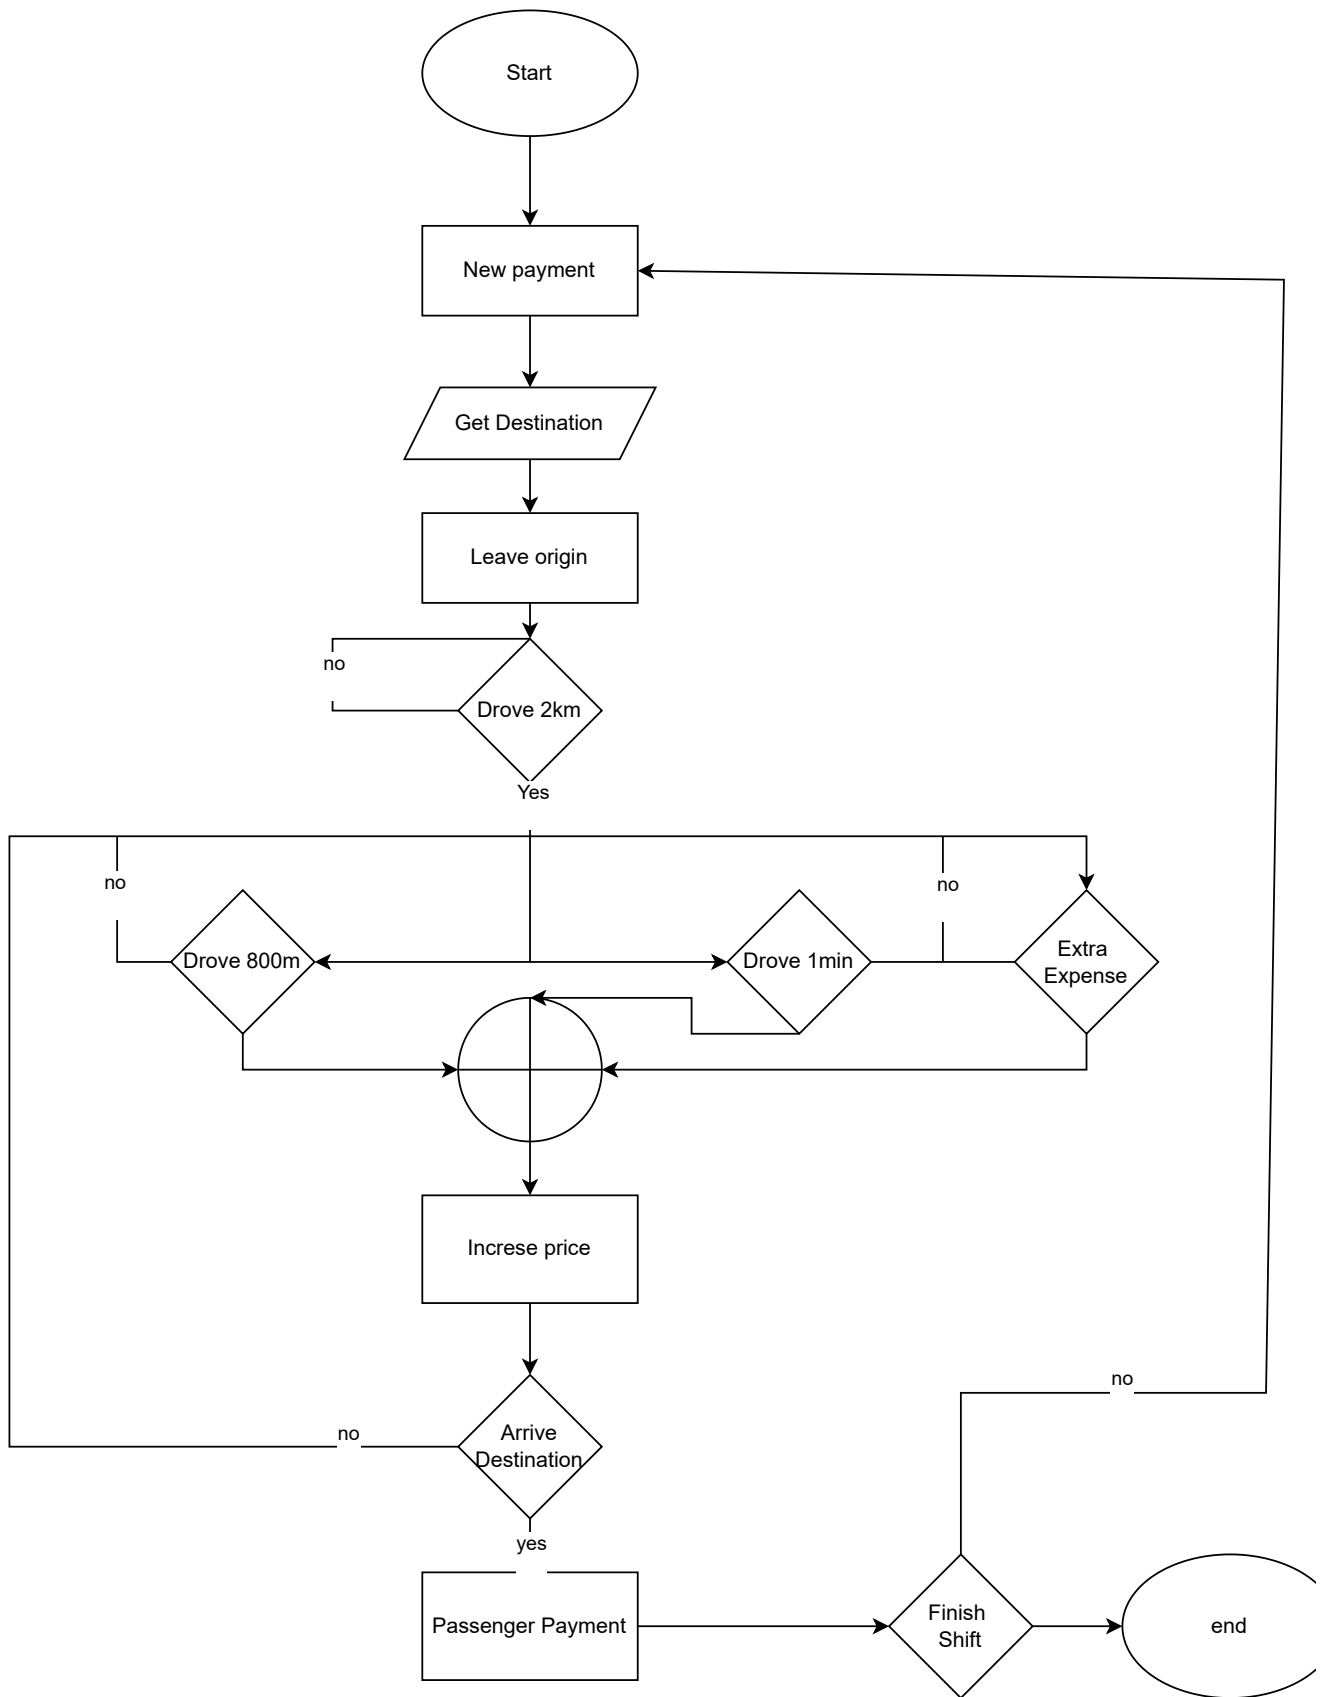 Start
New payment
Get Destination
Leave origin
no
Drove 2km
Yes
no
no
Drove 800m
Drove 1min
Extra
Expense
Increse price
no
Arrive
Destination
no
yes
Passenger Payment
Finish
Shift
end